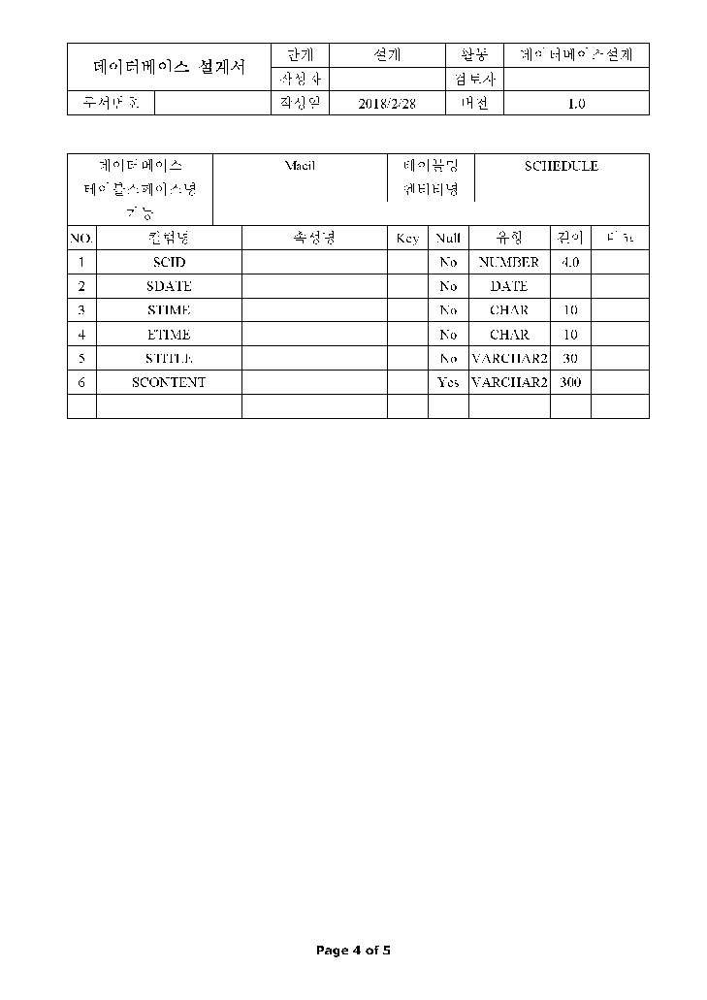 데이터베이스 설계서 단계 설계 활동 데이터베이스설계
작성자 검토자
문서번호 작성일 2018/2/28 버전 1.0
데이터베이스 Macil 테이블명 SCHEDULE
테이블스페이스명 엔터티명
기능
NO. 컬럼명 속성명 Key Null 유형 길이 비고
1 SCID No NUMBER 4.0
2 SDATE No DATE
3 STIME No CHAR 10
4 ETIME No CHAR 10
5 STITLE No VARCHAR2 30
6 SCONTENT Yes VARCHAR2 300
Page 4 of 5